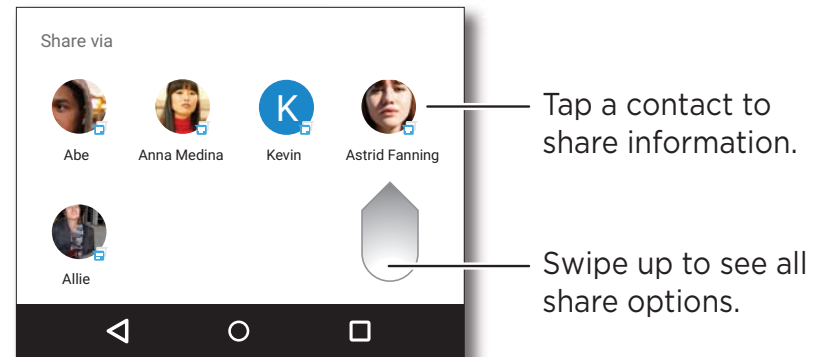 Share via
K
Abe
Anna Medina
Kevin
Astrid Fanning
Tap a contact to
share information.
Allie
Swipe up to see all
share options.